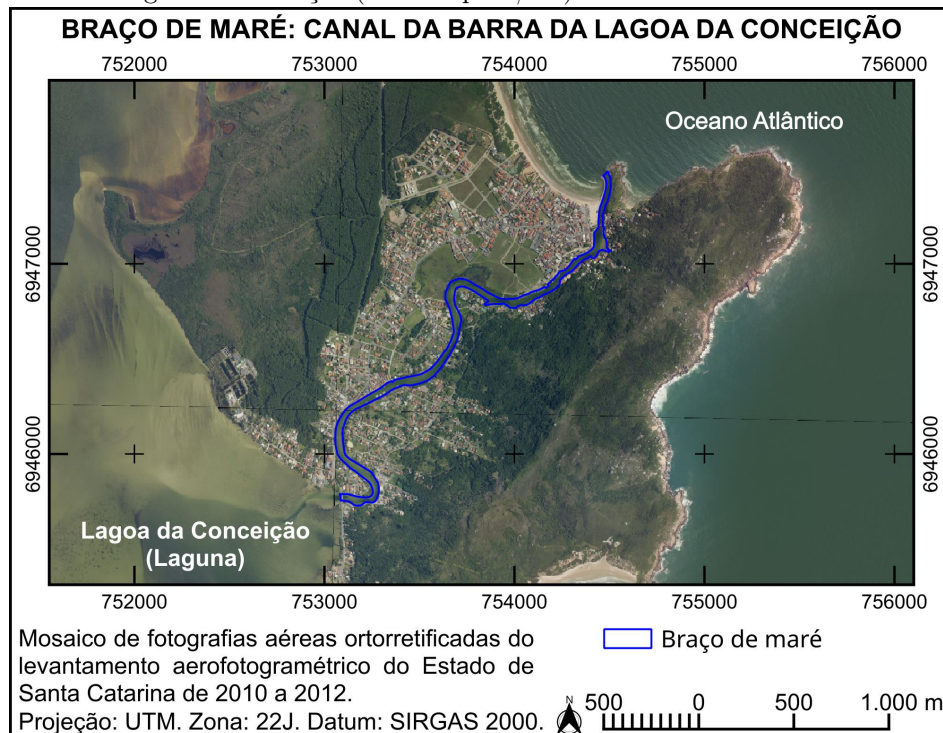 BRAÇO DE MARÉ: CANAL DA BARRA DA LAGOA DA CONCEIÇÃO
752000 753000 754000 755000 756000
Oceano Atlântico
6947000 6947000
6946000 6946000
Lagoa da Conceição
(Laguna)
752000 753000 754000 755000 756000
Mosaico de fotografias aéreas ortorretificadas do
levantamento aerofotogramétrico do Estado de
Santa Catarina de 2010 a 2012.
Projeção: UTM. Zona: 22J. Datum: SIRGAS 2000.
Braço de maré
N
500 0 500 1.000 m